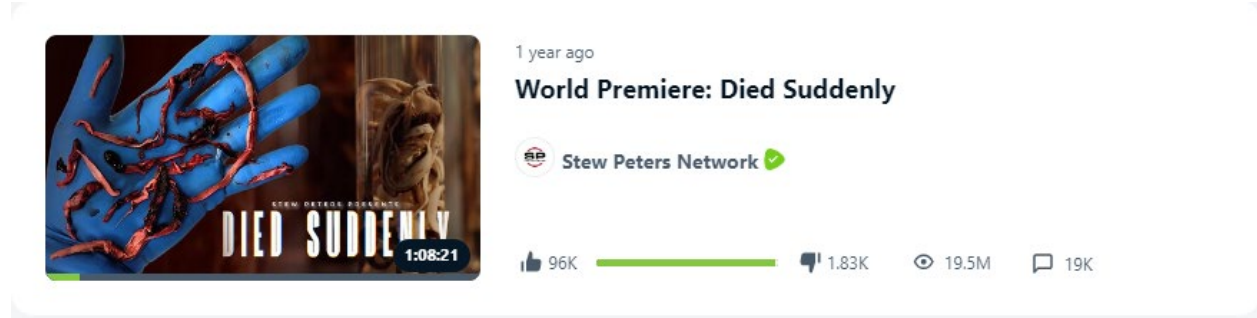 1 year ago
World Premiere: Died Suddenly
SP
Stew Peters Network
STEW PETERS PRESENTS
DIED SUDDENLY
1:08:21
96K
1.83K
19.5M
19K